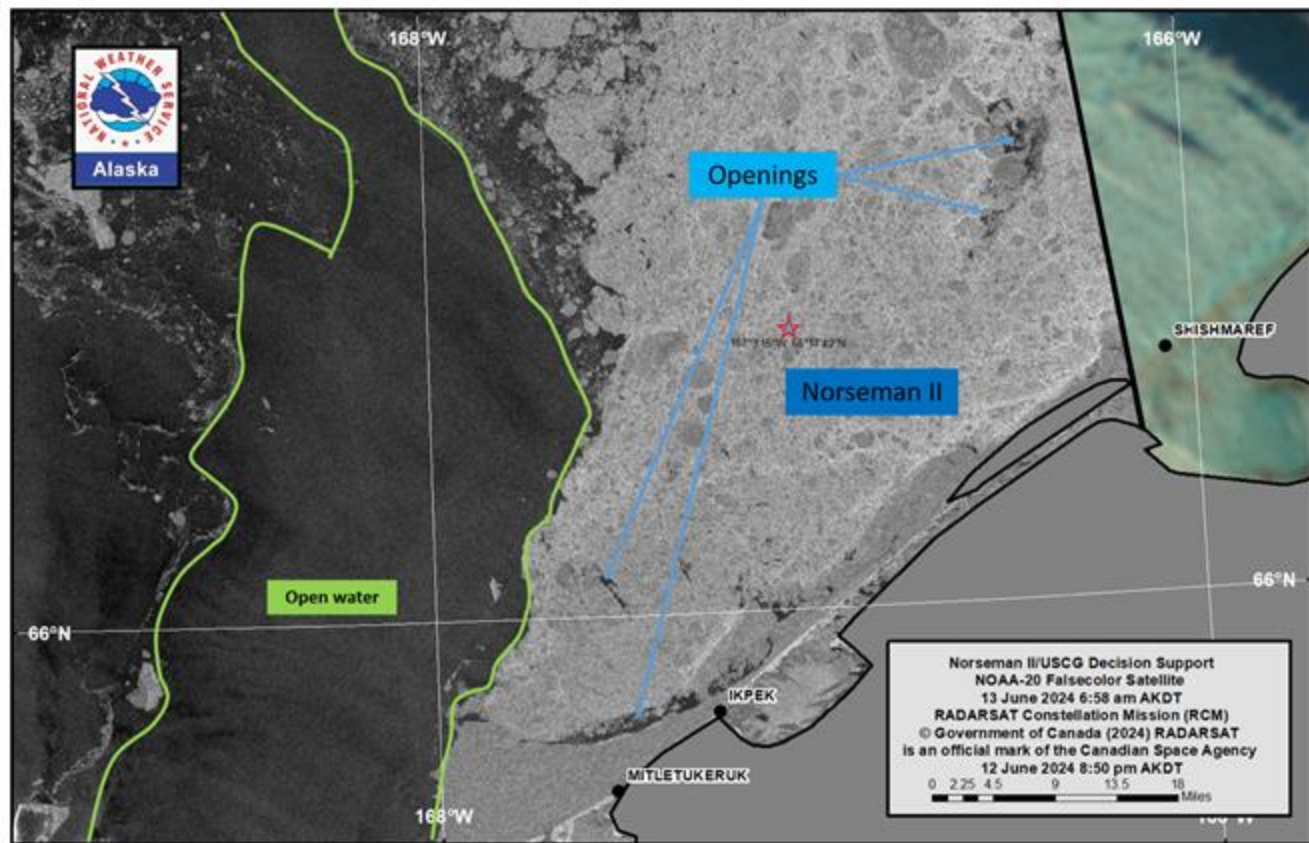 168°W
166°W
NATIONAL WEATHER SERVICE
Alaska
Openings
SHISHMAREF
Norseman II
Open water
66°N
66°N
IKPEK
MITLETUKERUK
168°W
Norseman II/USCG Decision Support
NOAA-20 Falsecolor Satellite
13 June 2024 6:58 am AKDT
RADARSAT Constellation Mission (RCM)
© Government of Canada (2024) RADARSAT
is an official mark of the Canadian Space Agency
12 June 2024 8:50 pm AKDT
0 2.25 4.5 9 13.5 18
Miles